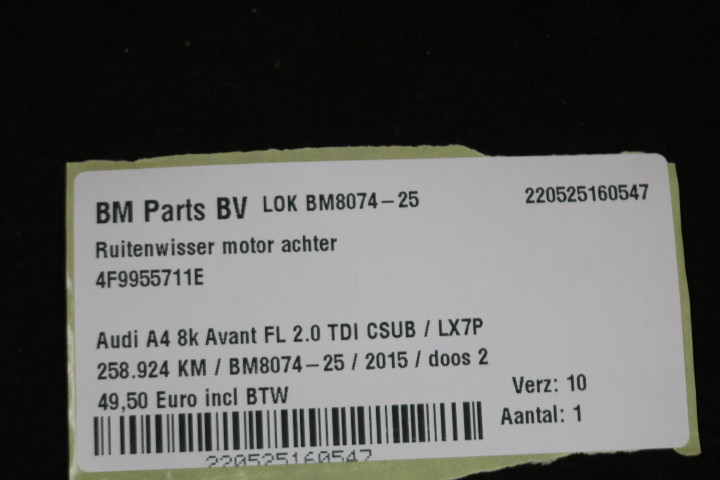 BM Parts BV LOK BM8074-25 220525160547
Ruitenwisser motor achter
4F9955711E
Audi A4 8k Avant FL 2.0 TDI CSUB / LX7P
258.924 KM / BM8074-25 / 2015 / doos 2
49,50 Euro incl BTW Verz: 10
Aantal: 1
220525160547